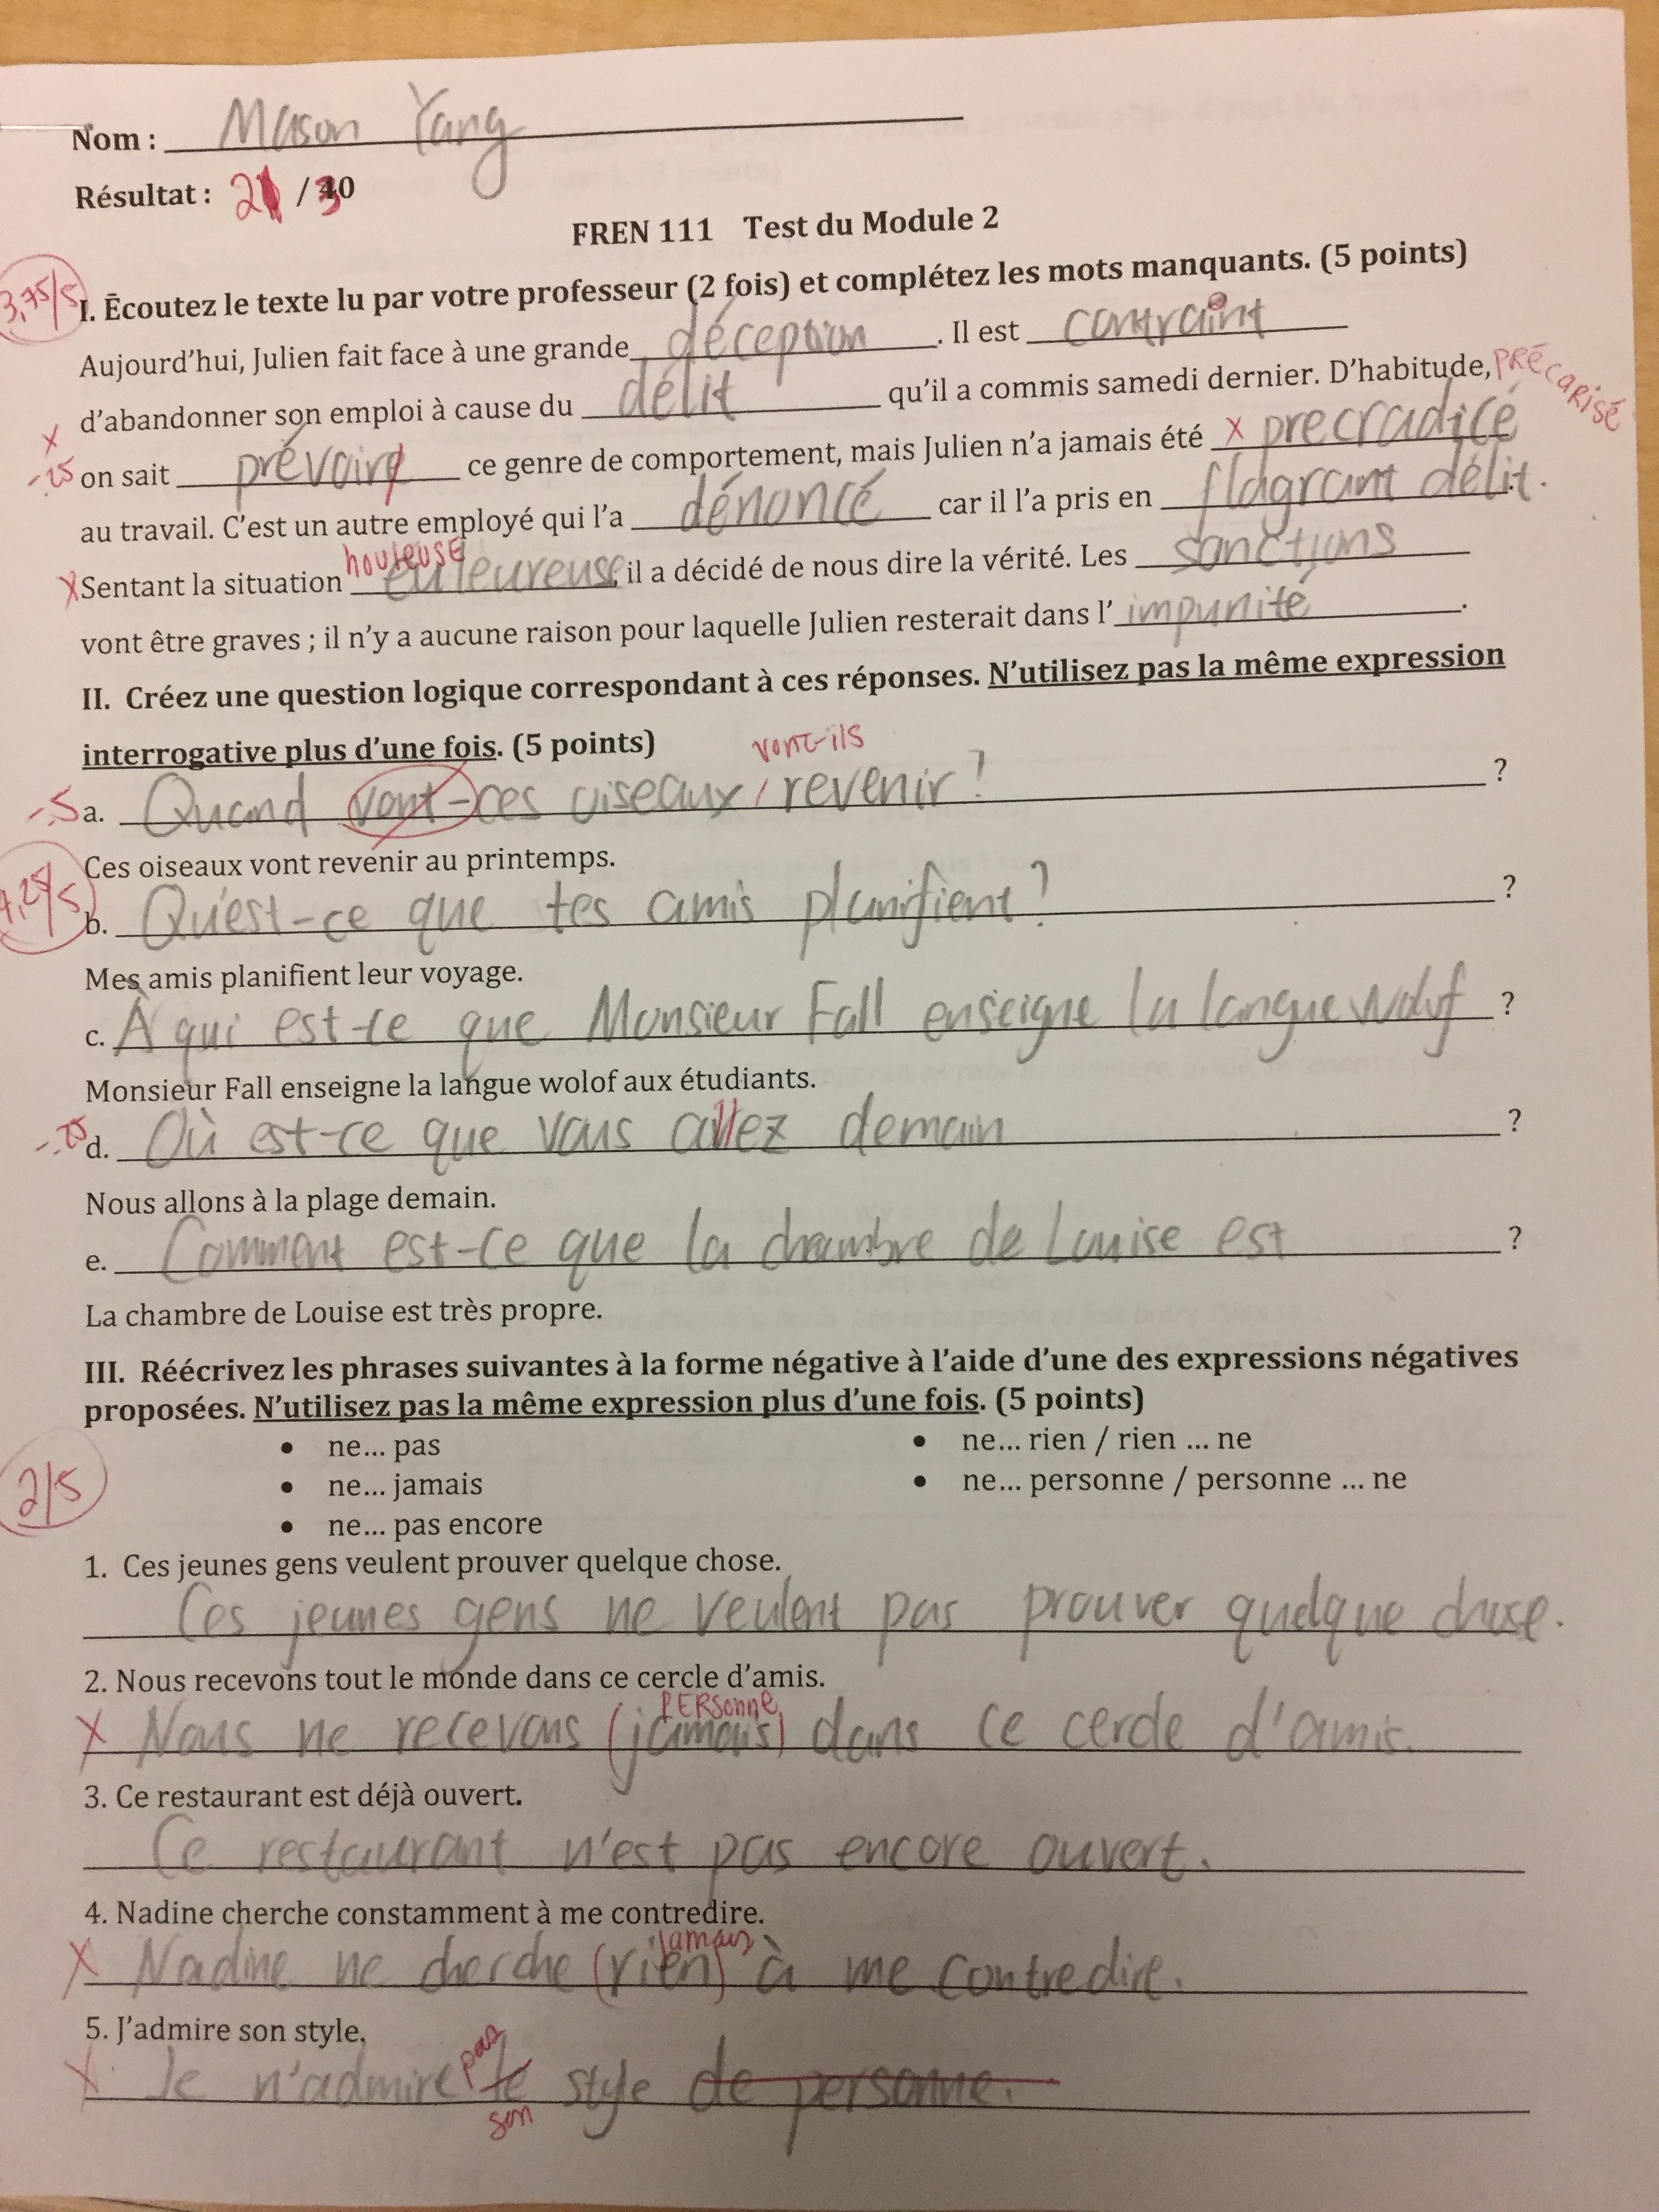 Nom : Mason Yang
Résultat : 21 / 30
FREN 111 Test du Module 2
3,75/5
I. Écoutez le texte lu par votre professeur (2 fois) et complétez les mots manquants. (5 points)
Aujourd'hui, Julien fait face à une grande déception. Il est contraint
d'abandonner son emploi à cause du délit qu'il a commis samedi dernier. D'habitude, PRÉCARISÉ
X -.25 on sait prévoire ce genre de comportement, mais Julien n'a jamais été X precradicé
au travail. C'est un autre employé qui l'a dénoncé car il l'a pris en flagrant délit.
houleuse
X Sentant la situation euleureuse, il a décidé de nous dire la vérité. Les sanctions
vont être graves ; il n'y a aucune raison pour laquelle Julien resterait dans l'impunité.
II. Créez une question logique correspondant à ces réponses. N'utilisez pas la même expression
interrogative plus d'une fois. (5 points)
vont-ils
-.5 a. Quand vont-ces oiseaux / revenir? ?
Ces oiseaux vont revenir au printemps.
4,25/5
b. Qu'est-ce que tes amis planifient? ?
Mes amis planifient leur voyage.
c. À qui est-ce que Monsieur Fall enseigne la langue wolof ?
Monsieur Fall enseigne la langue wolof aux étudiants.
-.25 d. Où est-ce que vous allez demain ?
Nous allons à la plage demain.
e. Comment est-ce que la chambre de Louise est ?
La chambre de Louise est très propre.
III. Réécrivez les phrases suivantes à la forme négative à l'aide d'une des expressions négatives
proposées. N'utilisez pas la même expression plus d'une fois. (5 points)
• ne... pas • ne... rien / rien ... ne
• ne... jamais • ne... personne / personne ... ne
2/5
• ne... pas encore
1. Ces jeunes gens veulent prouver quelque chose.
Ces jeunes gens ne veulent pas prouver quelque chose.
2. Nous recevons tout le monde dans ce cercle d'amis.
PERSonne
X Nous ne recevons (jamais) dans ce cercle d'amis.
3. Ce restaurant est déjà ouvert.
Ce restaurant n'est pas encore ouvert.
4. Nadine cherche constamment à me contredire.
jamais
X Nadine ne cherche (rien) à me contredire.
5. J'admire son style.
pas
X Je n'admire le style de personne.
son